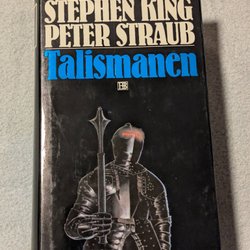 STEPHEN KING
PETER STRAUB
Talismanen